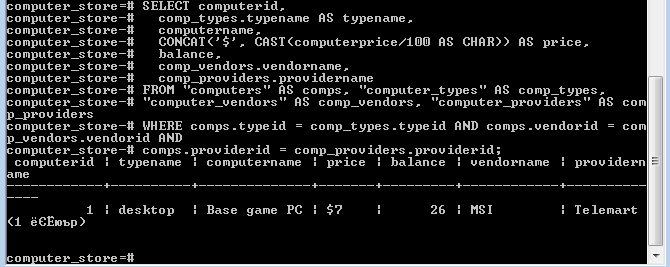 computer_store=# SELECT computerid,
computer_store-#   comp_types.typename AS typename,
computer_store-#   computername,
computer_store-#   CONCAT('$', CAST(computerprice/100 AS CHAR)) AS price,
computer_store-#   balance,
computer_store-#   comp_vendors.vendorname,
computer_store-#   comp_providers.providername
computer_store-# FROM "computers" AS comps, "computer_types" AS comp_types,
computer_store-# "computer_vendors" AS comp_vendors, "computer_providers" AS com
p_providers
computer_store-# WHERE comps.typeid = comp_types.typeid AND comps.vendorid = com
p_vendors.vendorid AND
computer_store-# comps.providerid = comp_providers.providerid;
 computerid ¦ typename ¦ computername ¦ price ¦ balance ¦ vendorname ¦ providern
ame
------------+----------+--------------+-------+---------+------------+----------
----
          1 ¦ desktop  ¦ Base game PC ¦ $7    ¦      26 ¦ MSI        ¦ Telemart
(1 ёЄЁюър)
computer_store=#